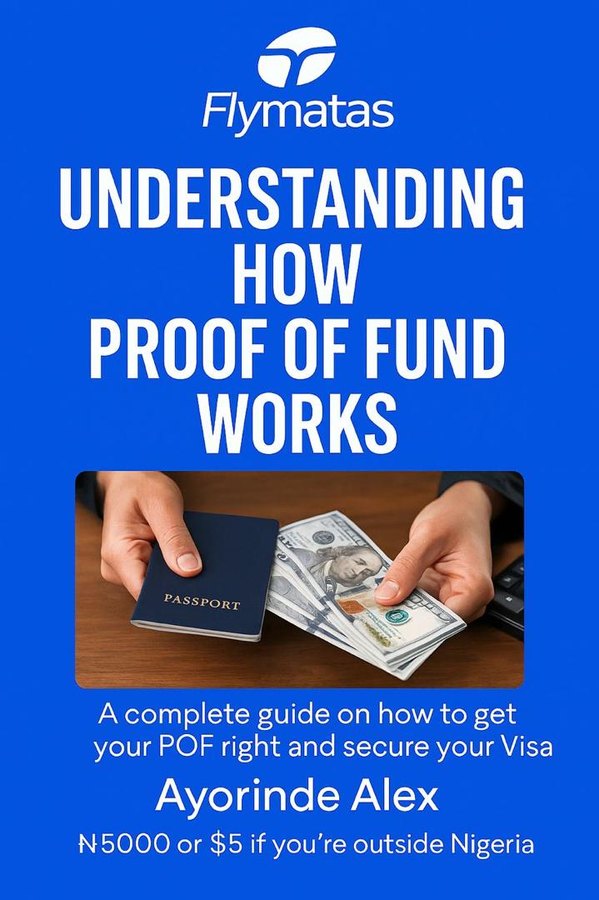 Flymatas
UNDERSTANDING
HOW
PROOF OF FUND
WORKS
PASSPORT
A complete guide on how to get
your POF right and secure your Visa
Ayorinde Alex
₦5000 or $5 if you're outside Nigeria